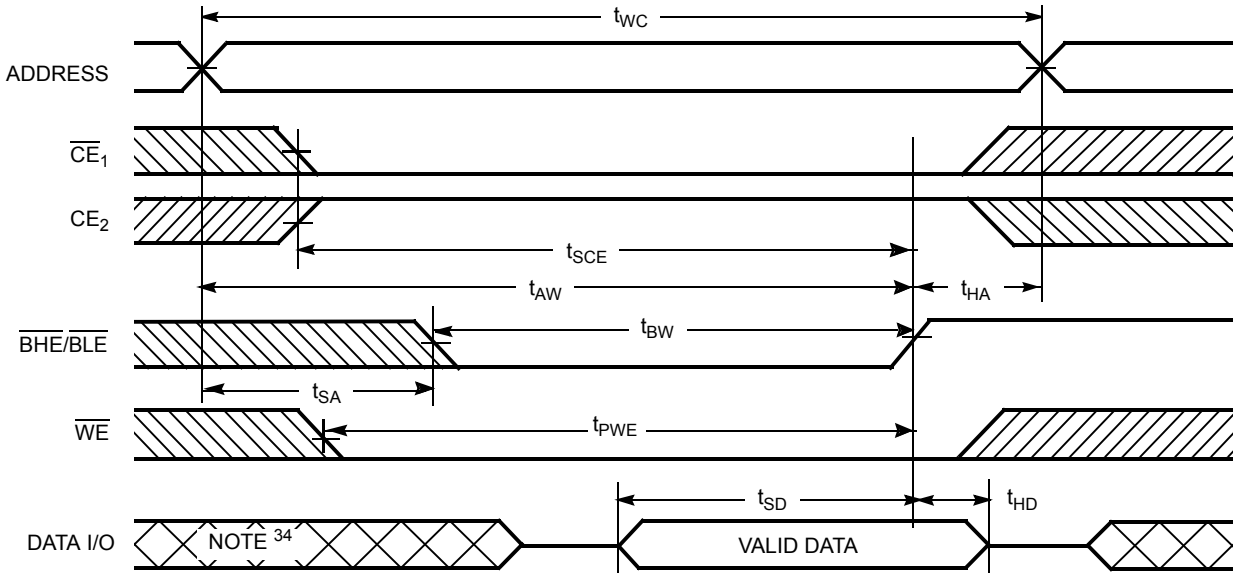 tWC
ADDRESS
CE1
CE2
tSCE
tAW
tHA
BHE/BLE
tBW
tSA
WE
tPWE
tSD
tHD
DATA I/O
NOTE 34
VALID DATA